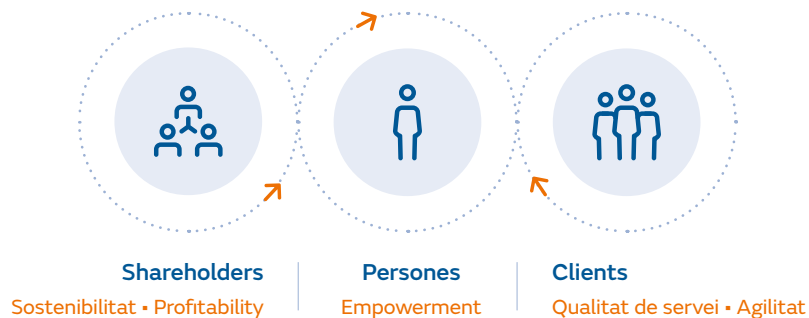 Shareholders
Sostenibilitat ▪ Profitability
Persones
Empowerment
Clients
Qualitat de servei ▪ Agilitat